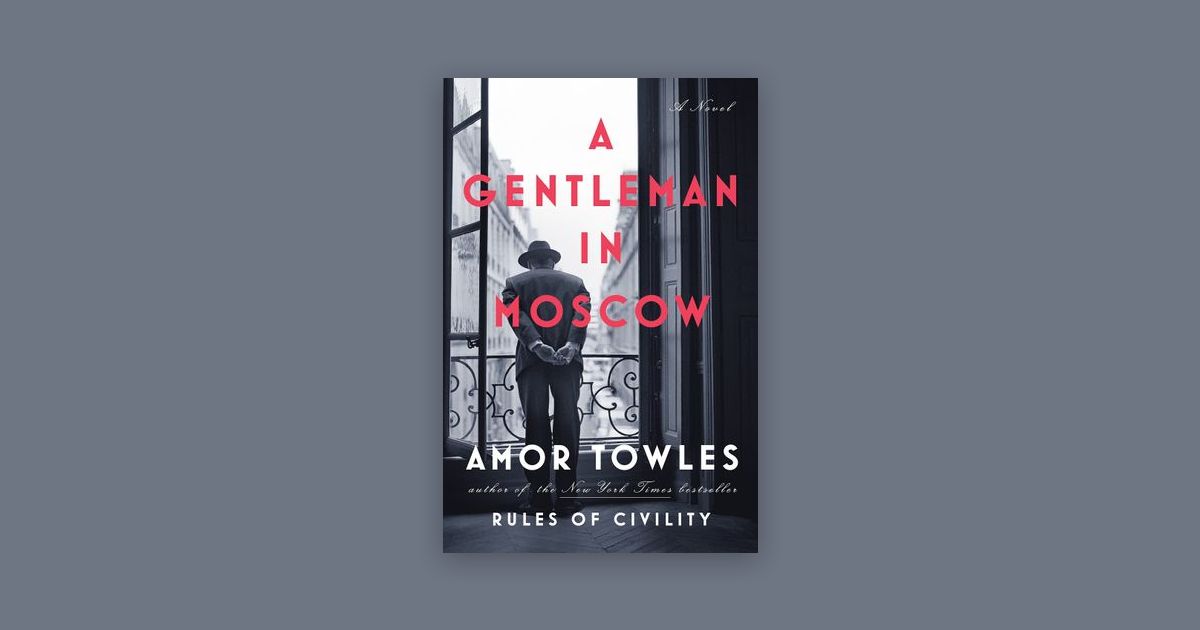 A Novel
A
GENTLEMAN
IN
MOSCOW
AMOR TOWLES
author of the New York Times bestseller
RULES OF CIVILITY